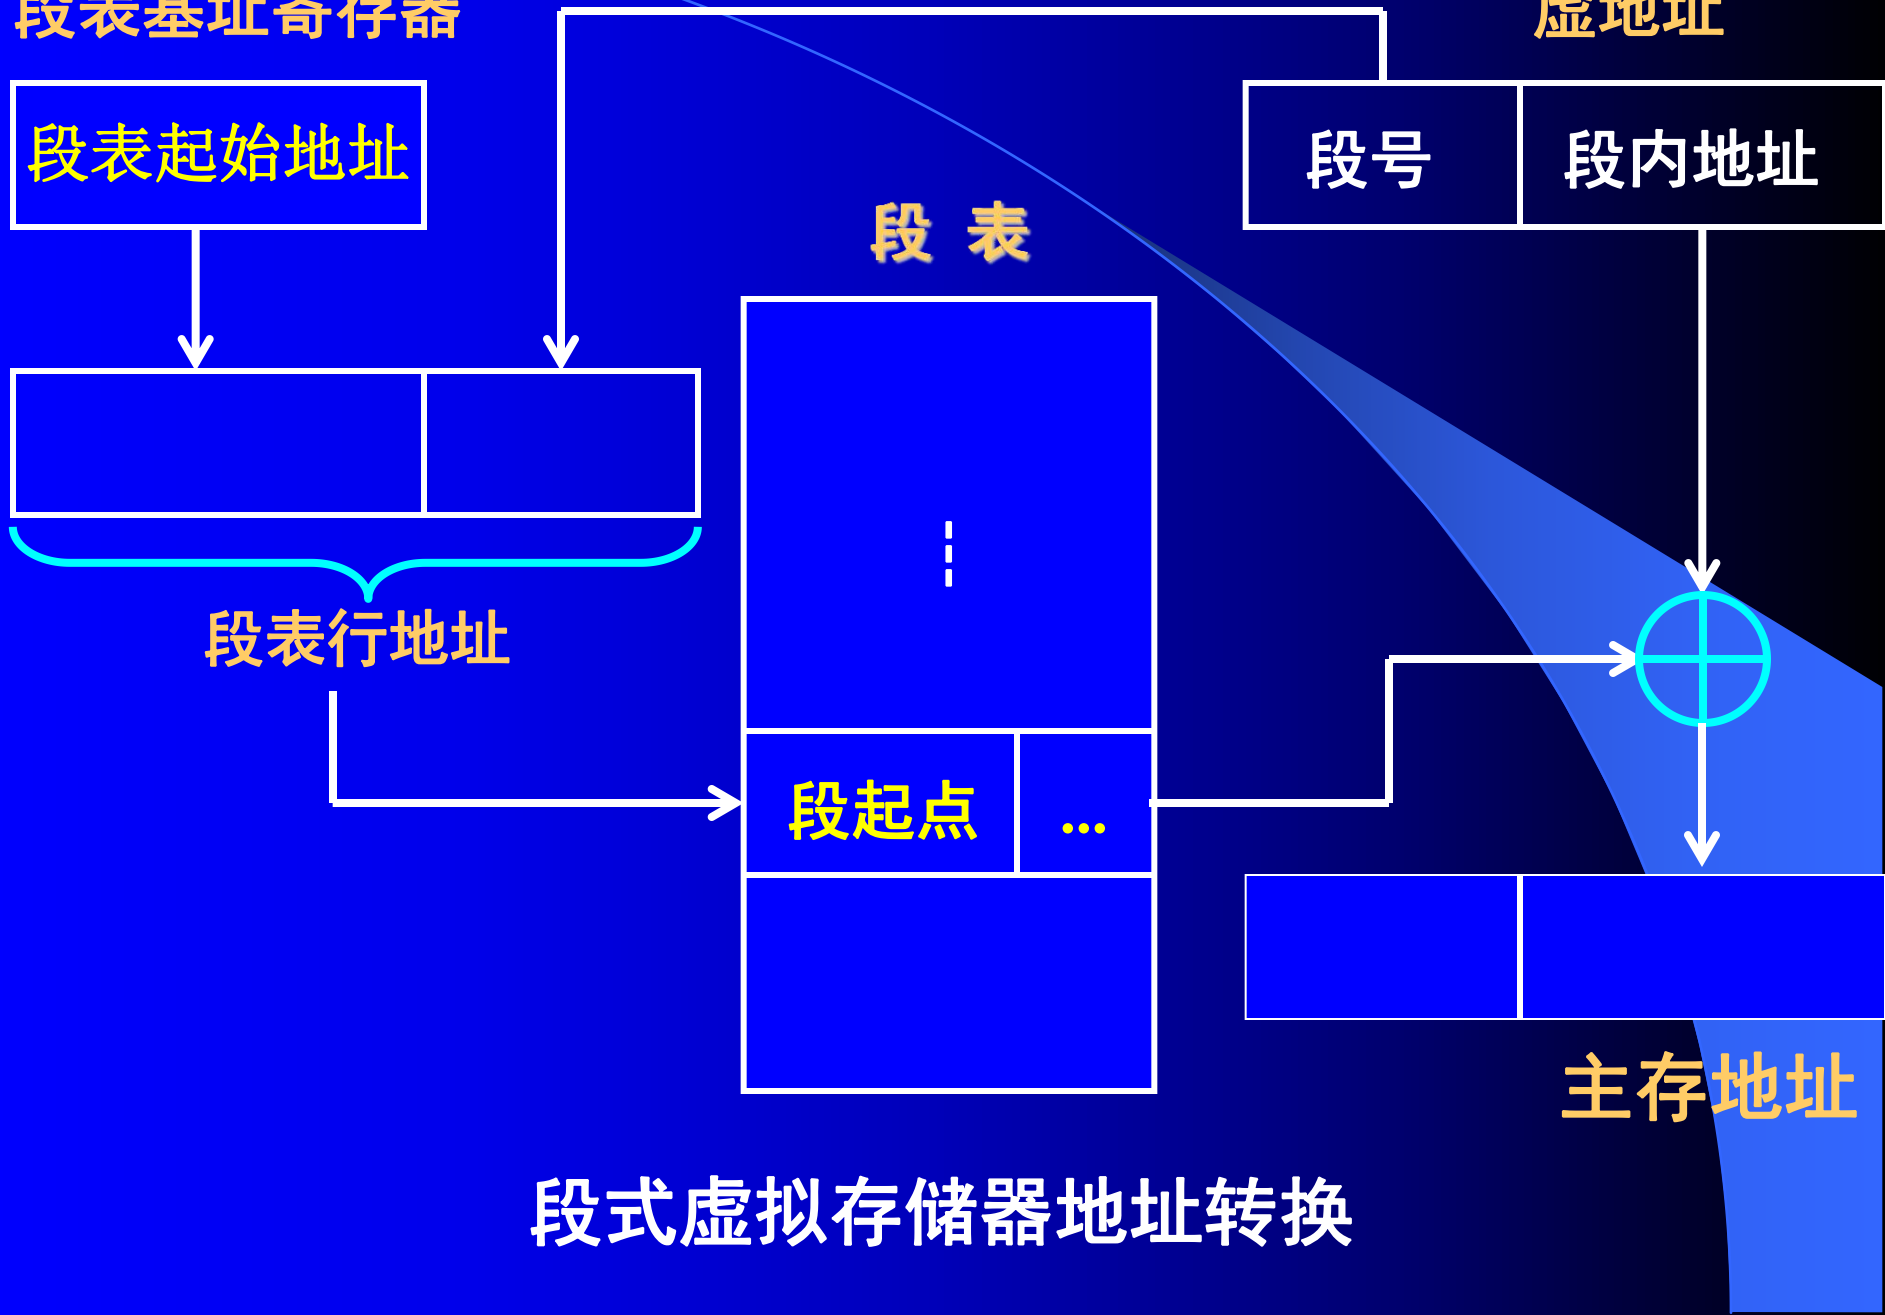 段表基址寄存器
虚地址
段表起始地址
段号
段内地址
段 表
段表行地址
段起点
...
主存地址
段式虚拟存储器地址转换